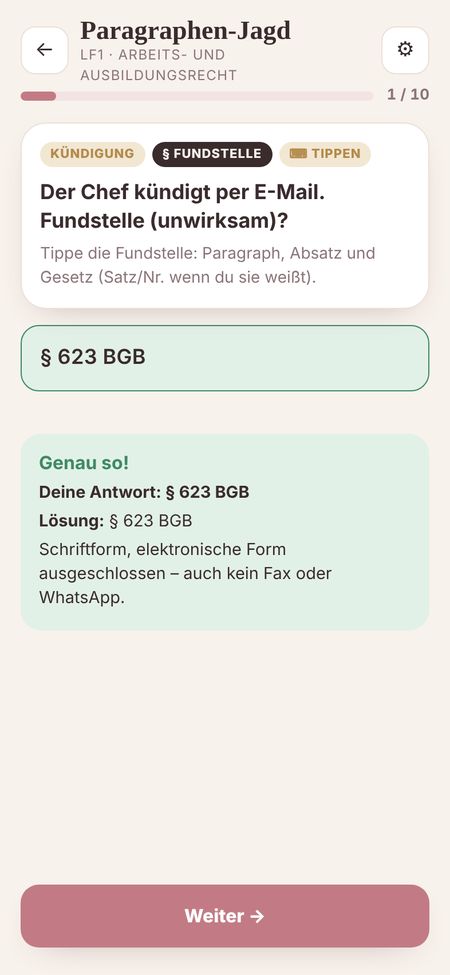 ←
Paragraphen-Jagd
LF1 · ARBEITS- UND
AUSBILDUNGSRECHT
⚙
1 / 10
KÜNDIGUNG
§ FUNDSTELLE
⌨ TIPPEN
Der Chef kündigt per E-Mail.
Fundstelle (unwirksam)?
Tippe die Fundstelle: Paragraph, Absatz und
Gesetz (Satz/Nr. wenn du sie weißt).
§ 623 BGB
Genau so!
Deine Antwort: § 623 BGB
Lösung: § 623 BGB
Schriftform, elektronische Form
ausgeschlossen – auch kein Fax oder
WhatsApp.
Weiter →